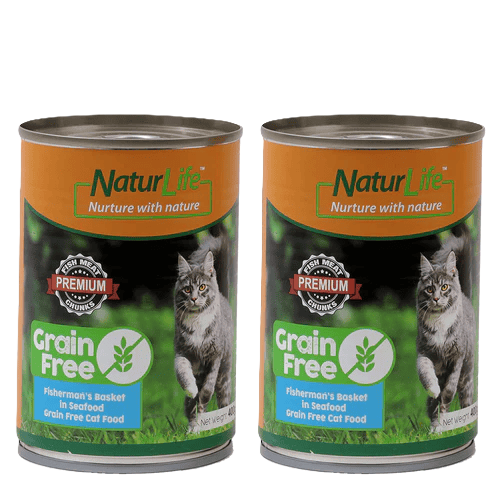 NaturLife™
Nurture with nature
FISH MEAT
PREMIUM
CHUNKS
Grain
Free
Fisherman's Basket
in Seafood
Grain Free Cat Food
Net weight
NaturLife™
Nurture with nature
FISH MEAT
PREMIUM
CHUNKS
Grain
Free
Fisherman's Basket
in Seafood
Grain Free Cat Food
Net weight